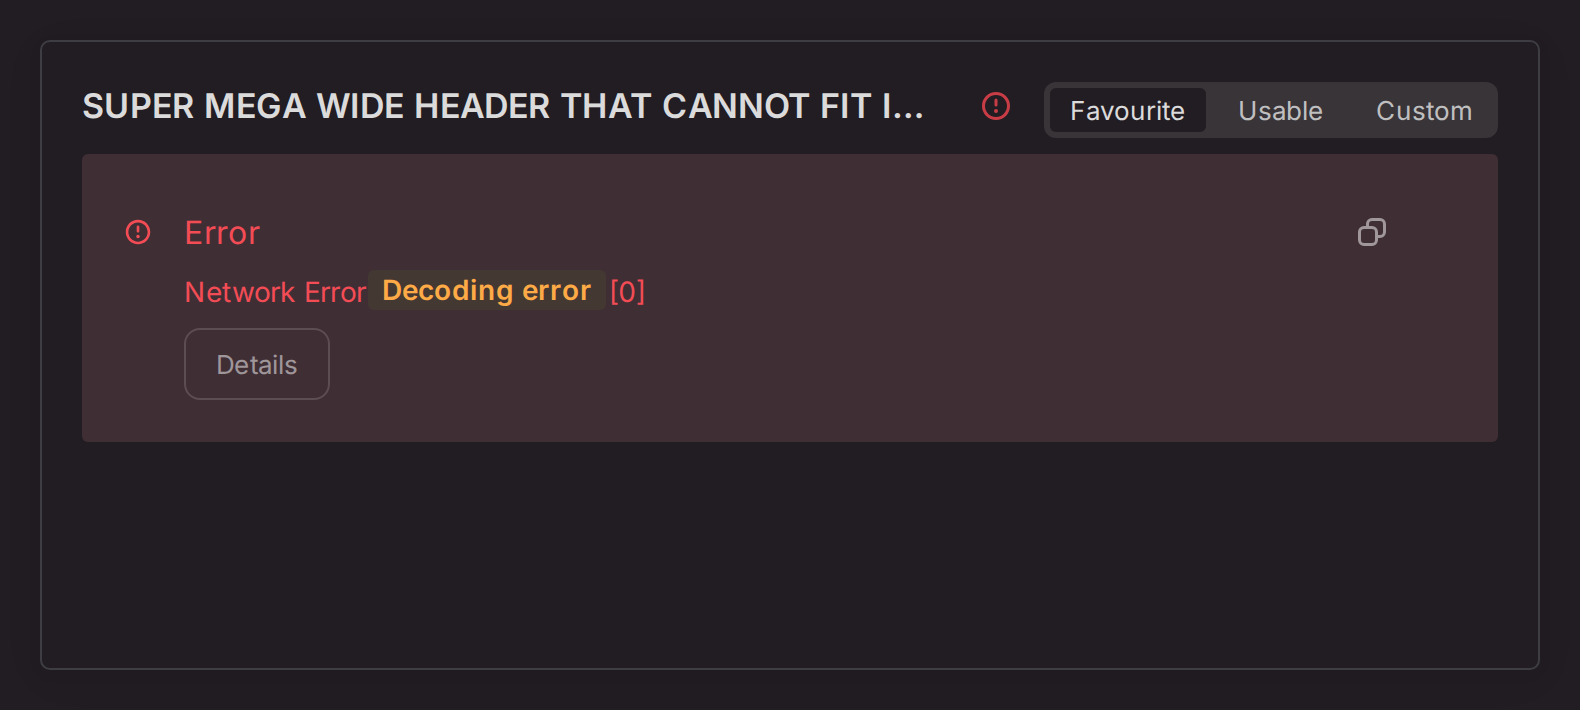 SUPER MEGA WIDE HEADER THAT CANNOT FIT I...
Favourite Usable Custom
Error
Network Error Decoding error [0]
Details